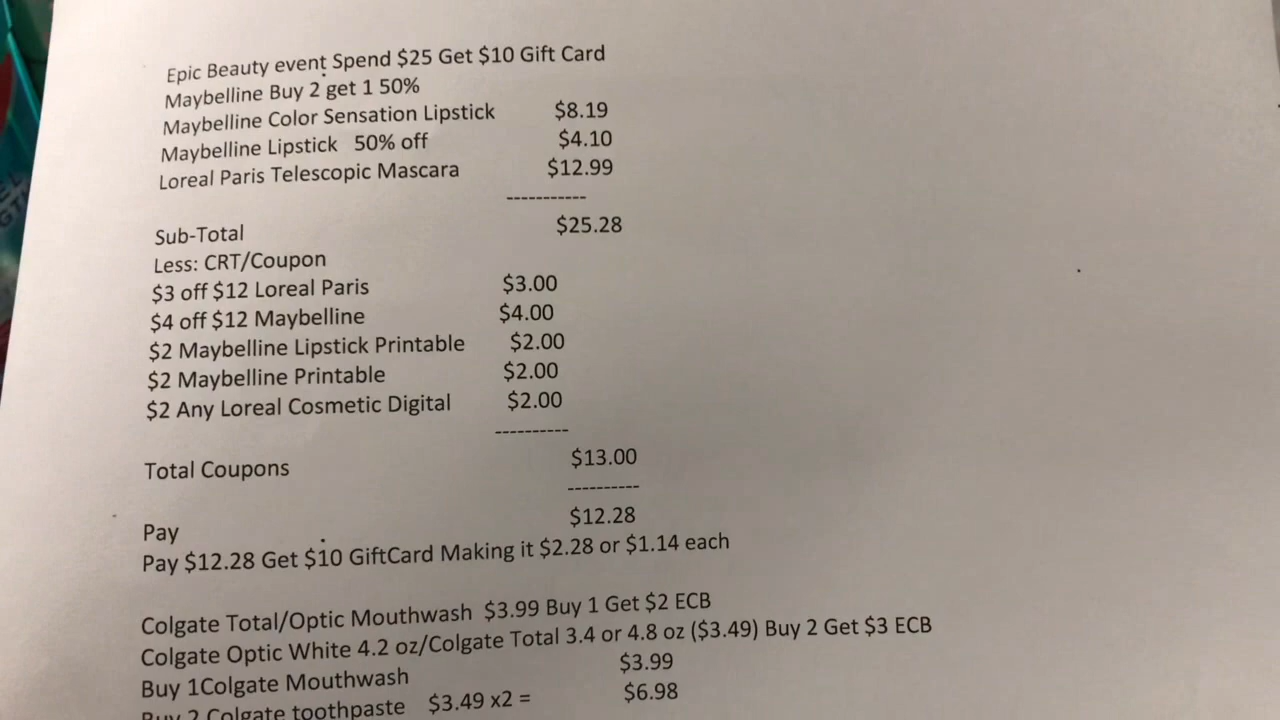 Epic Beauty event Spend $25 Get $10 Gift Card
Maybelline Buy 2 get 1 50%
Maybelline Color Sensation Lipstick $8.19
Maybelline Lipstick 50% off $4.10
Loreal Paris Telescopic Mascara $12.99
-----------
Sub-Total $25.28
Less: CRT/Coupon
$3 off $12 Loreal Paris $3.00
$4 off $12 Maybelline $4.00
$2 Maybelline Lipstick Printable $2.00
$2 Maybelline Printable $2.00
$2 Any Loreal Cosmetic Digital $2.00
----------
Total Coupons $13.00
----------
Pay $12.28
Pay $12.28 Get $10 GiftCard Making it $2.28 or $1.14 each
Colgate Total/Optic Mouthwash $3.99 Buy 1 Get $2 ECB
Colgate Optic White 4.2 oz/Colgate Total 3.4 or 4.8 oz ($3.49) Buy 2 Get $3 ECB
Buy 1Colgate Mouthwash $3.99
Buy 2 Colgate toothpaste $3.49 x2 = $6.98